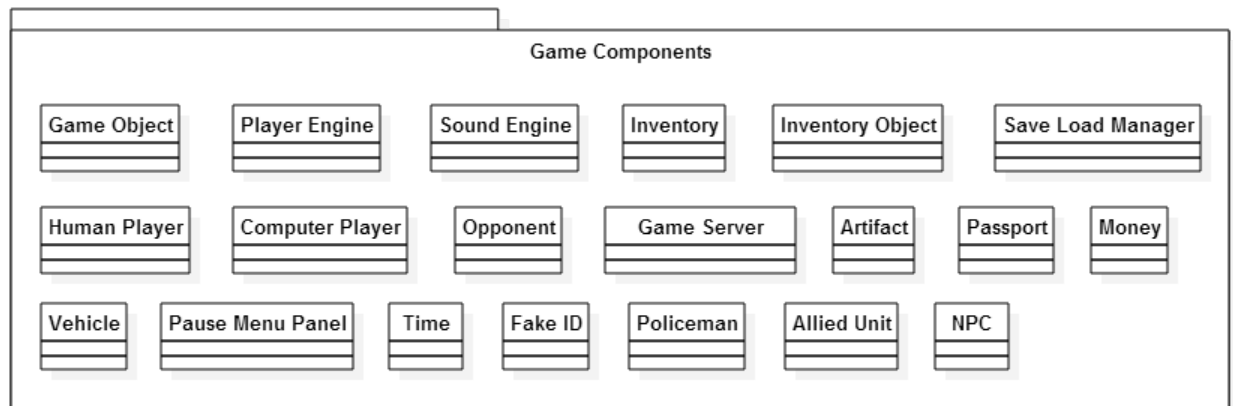 Game Components
Game Object Player Engine Sound Engine Inventory Inventory Object Save Load Manager
Human Player Computer Player Opponent Game Server Artifact Passport Money
Vehicle Pause Menu Panel Time Fake ID Policeman Allied Unit NPC